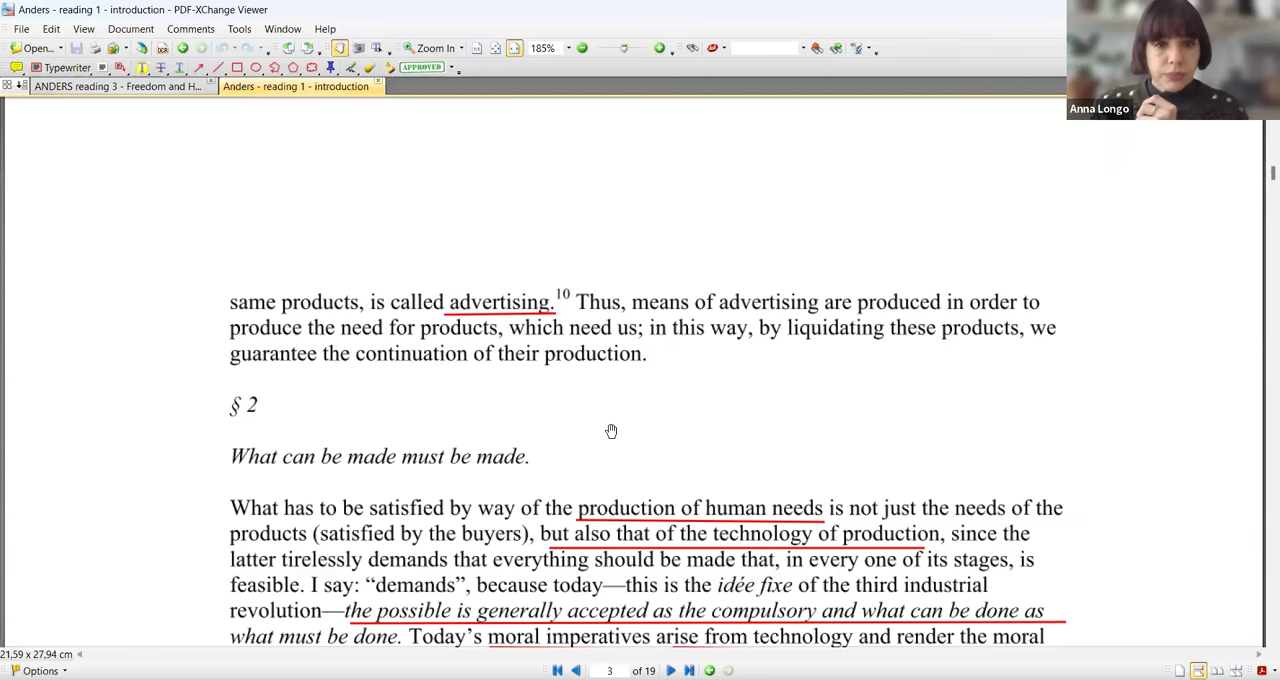 Anders - reading 1 - introduction - PDF-XChange Viewer
File Edit View Document Comments Tools Window Help
Open... OCR Zoom In 185%
Typewriter APPROVED
ANDERS reading 3 - Freedom and H... Anders - reading 1 - introduction
Anna Longo
same products, is called advertising.10 Thus, means of advertising are produced in order to
produce the need for products, which need us; in this way, by liquidating these products, we
guarantee the continuation of their production.
§ 2
What can be made must be made.
What has to be satisfied by way of the production of human needs is not just the needs of the
products (satisfied by the buyers), but also that of the technology of production, since the
latter tirelessly demands that everything should be made that, in every one of its stages, is
feasible. I say: “demands”, because today—this is the idée fixe of the third industrial
revolution—the possible is generally accepted as the compulsory and what can be done as
what must be done. Today’s moral imperatives arise from technology and render the moral
21,59 x 27,94 cm
Options 3 of 19